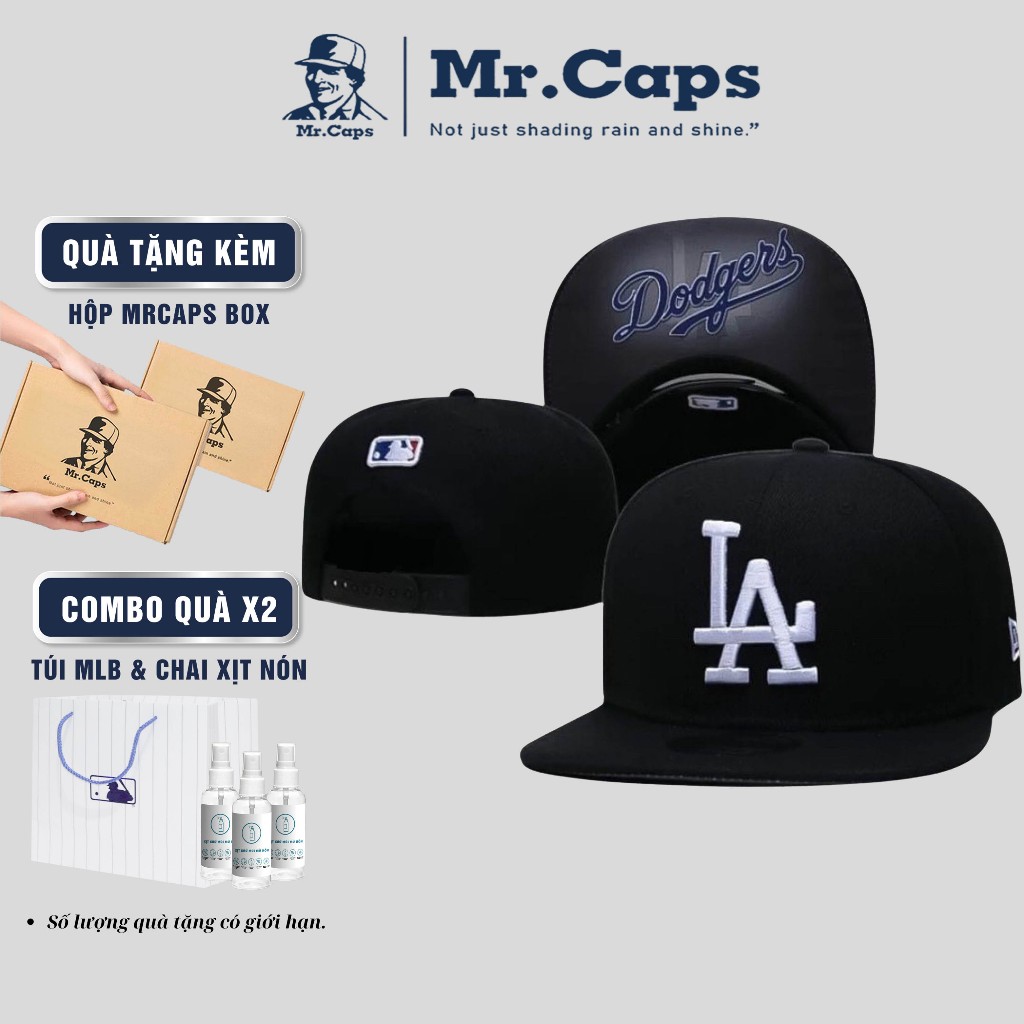 Mr.Caps
Mr.Caps
Not just shading rain and shine.”
QUÀ TẶNG KÈM
HỘP MRCAPS BOX
Mr.Caps
Dodgers
LA
COMBO QUÀ X2
TÚI MLB & CHAI XỊT NÓN
• Số lượng quà tặng có giới hạn.